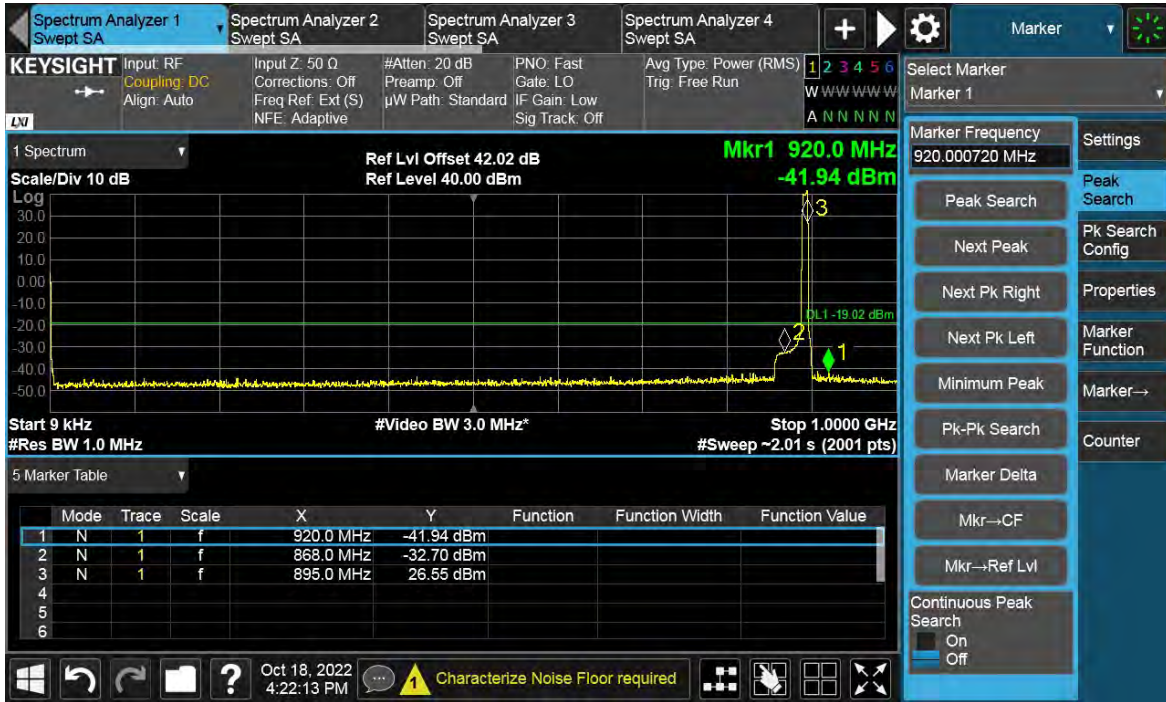 Spectrum Analyzer 1
Swept SA
Spectrum Analyzer 2
Swept SA
Spectrum Analyzer 3
Swept SA
Spectrum Analyzer 4
Swept SA
+
Marker
KEYSIGHT
LXI
Input: RF
Coupling: DC
Align: Auto
Input Z: 50 Ω
Corrections: Off
Freq Ref: Ext (S)
NFE: Adaptive
#Atten: 20 dB
Preamp: Off
µW Path: Standard
PNO: Fast
Gate: LO
IF Gain: Low
Sig Track: Off
Avg Type: Power (RMS)
Trig: Free Run
1 2 3 4 5 6
W W W W W W
A N N N N N
Select Marker
Marker 1
1 Spectrum
Scale/Div 10 dB
Ref Lvl Offset 42.02 dB
Ref Level 40.00 dBm
Mkr1 920.0 MHz
-41.94 dBm
Log
30.0
20.0
10.0
0.00
-10.0
-20.0
-30.0
-40.0
-50.0
3
DL1 -19.02 dBm
2
1
Start 9 kHz
#Res BW 1.0 MHz
#Video BW 3.0 MHz*
Stop 1.0000 GHz
#Sweep ~2.01 s (2001 pts)
5 Marker Table
Mode Trace Scale X Y Function Function Width Function Value
1 N 1 f 920.0 MHz -41.94 dBm
2 N 1 f 868.0 MHz -32.70 dBm
3 N 1 f 895.0 MHz 26.55 dBm
4
5
6
Marker Frequency
920.000720 MHz
Peak Search
Next Peak
Next Pk Right
Next Pk Left
Minimum Peak
Pk-Pk Search
Marker Delta
Mkr→CF
Mkr→Ref Lvl
Continuous Peak
Search
On
Off
Settings
Peak
Search
Pk Search
Config
Properties
Marker
Function
Marker→
Counter
?
Oct 18, 2022
4:22:13 PM
1
Characterize Noise Floor required